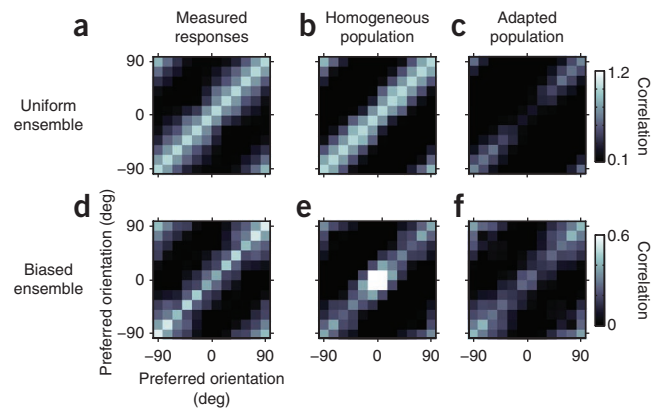 a
Measured
responses
b
Homogeneous
population
c
Adapted
population
Uniform
ensemble
90
0
−90
1.2
0.1
Correlation
d
e
f
Biased
ensemble
Preferred orientation (deg)
90
0
−90
0.6
0
Correlation
−90 0 90
−90 0 90
−90 0 90
Preferred orientation
(deg)